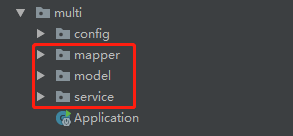 multi
config
mapper
model
service
Application